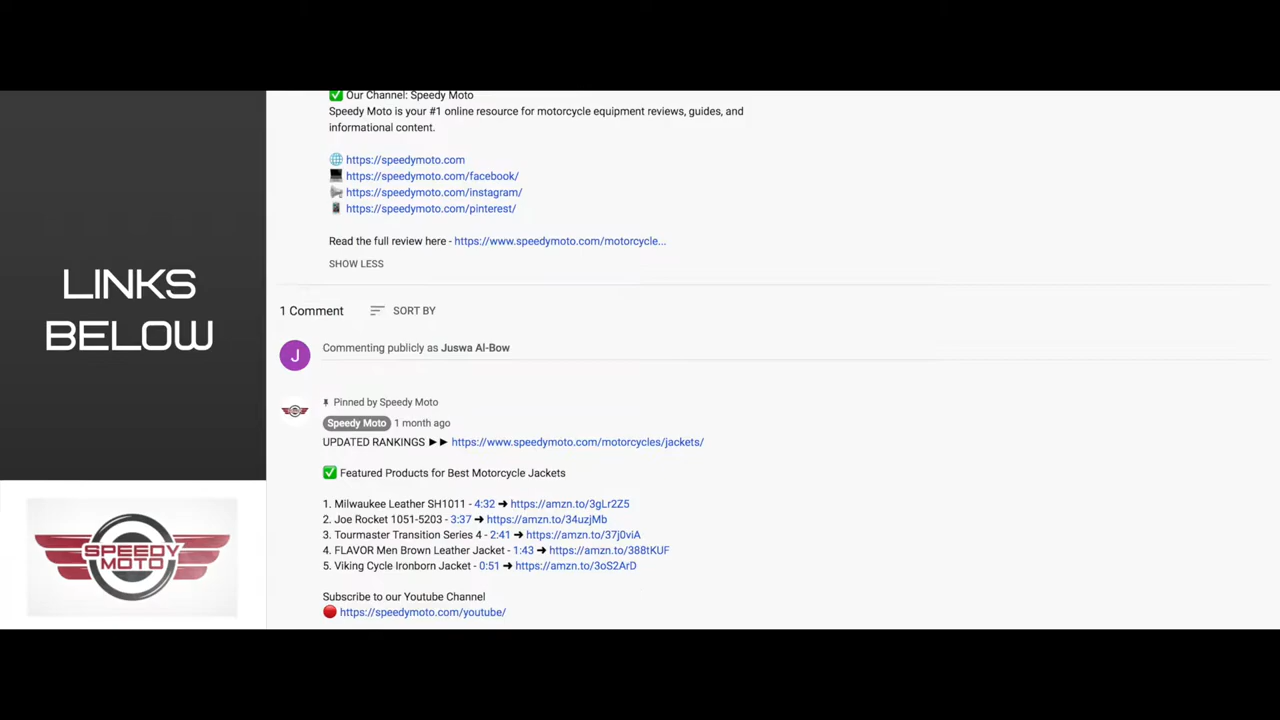 LINKS
BELOW
SPEEDY
MOTO
Our Channel: Speedy Moto
Speedy Moto is your #1 online resource for motorcycle equipment reviews, guides, and
informational content.
https://speedymoto.com
https://speedymoto.com/facebook/
https://speedymoto.com/instagram/
https://speedymoto.com/pinterest/
Read the full review here - https://www.speedymoto.com/motorcycle...
SHOW LESS
1 Comment SORT BY
J Commenting publicly as Juswa Al-Bow
Pinned by Speedy Moto
Speedy Moto 1 month ago
UPDATED RANKINGS ►► https://www.speedymoto.com/motorcycles/jackets/
✅ Featured Products for Best Motorcycle Jackets
1. Milwaukee Leather SH1011 - 4:32 ➜ https://amzn.to/3gLr2Z5
2. Joe Rocket 1051-5203 - 3:37 ➜ https://amzn.to/34uzjMb
3. Tourmaster Transition Series 4 - 2:41 ➜ https://amzn.to/37j0viA
4. FLAVOR Men Brown Leather Jacket - 1:43 ➜ https://amzn.to/388tKUF
5. Viking Cycle Ironborn Jacket - 0:51 ➜ https://amzn.to/3oS2ArD
Subscribe to our Youtube Channel
https://speedymoto.com/youtube/